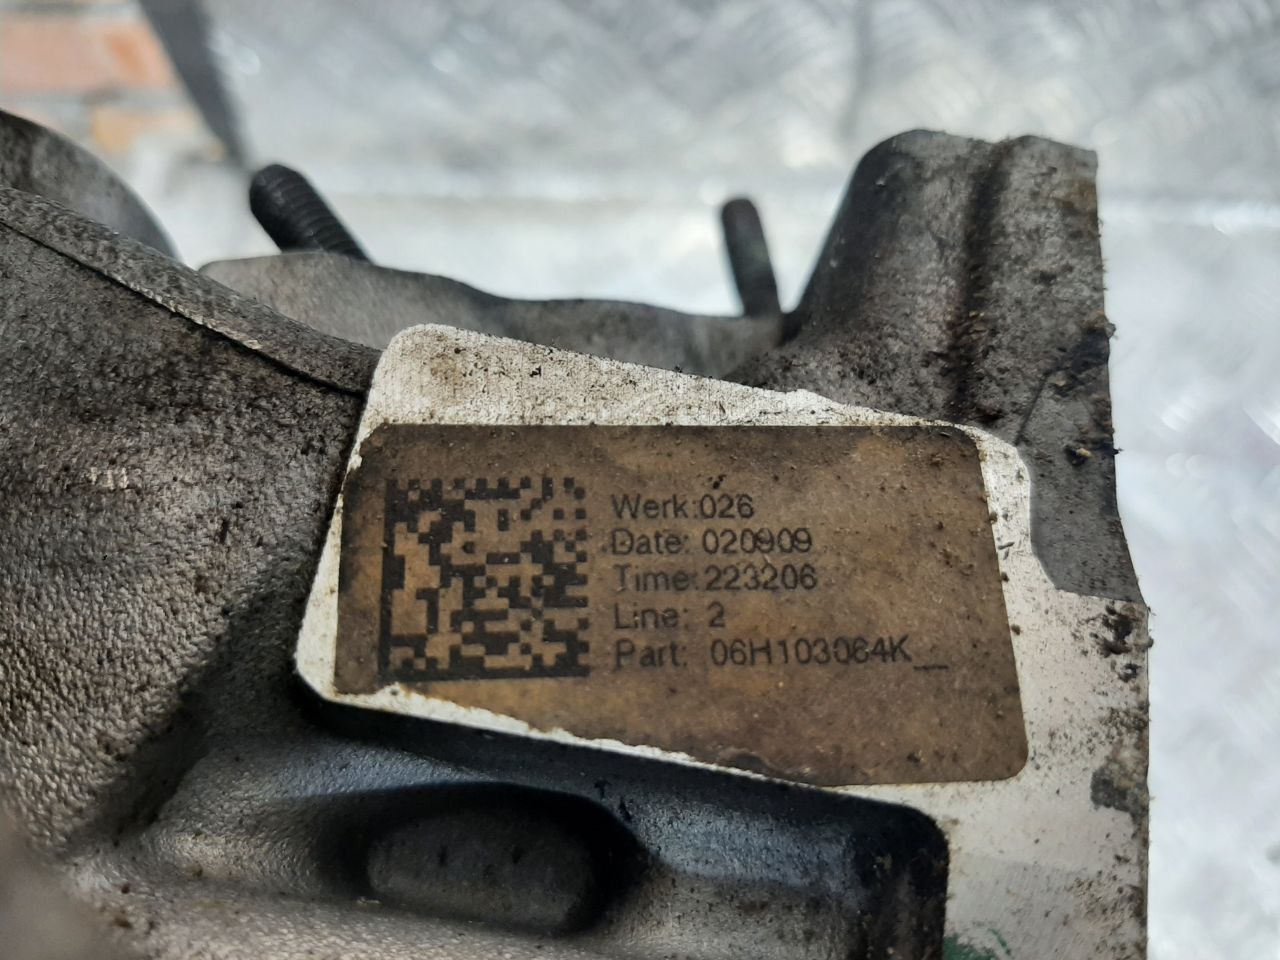 Werk:026
Date: 020909
Time:223206
Line: 2
Part: 06H103064K__